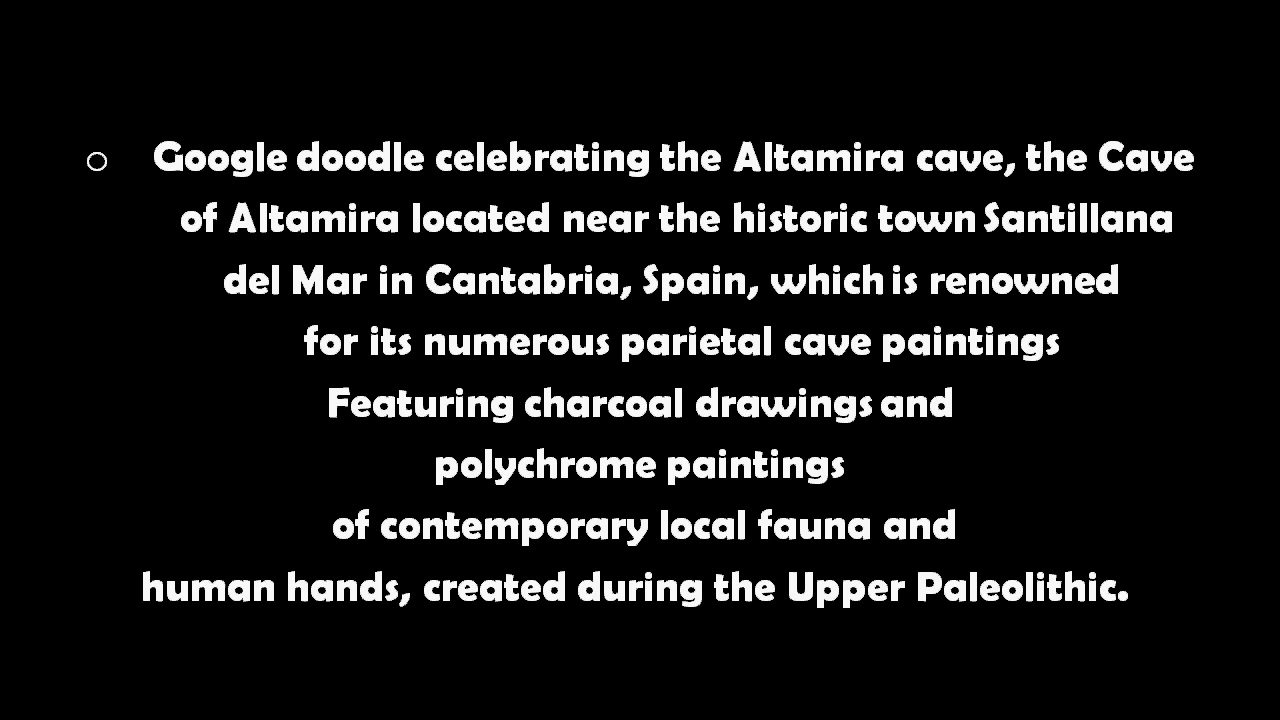 ○ Google doodle celebrating the Altamira cave, the Cave
of Altamira located near the historic town Santillana
del Mar in Cantabria, Spain, which is renowned
for its numerous parietal cave paintings
Featuring charcoal drawings and
polychrome paintings
of contemporary local fauna and
human hands, created during the Upper Paleolithic.